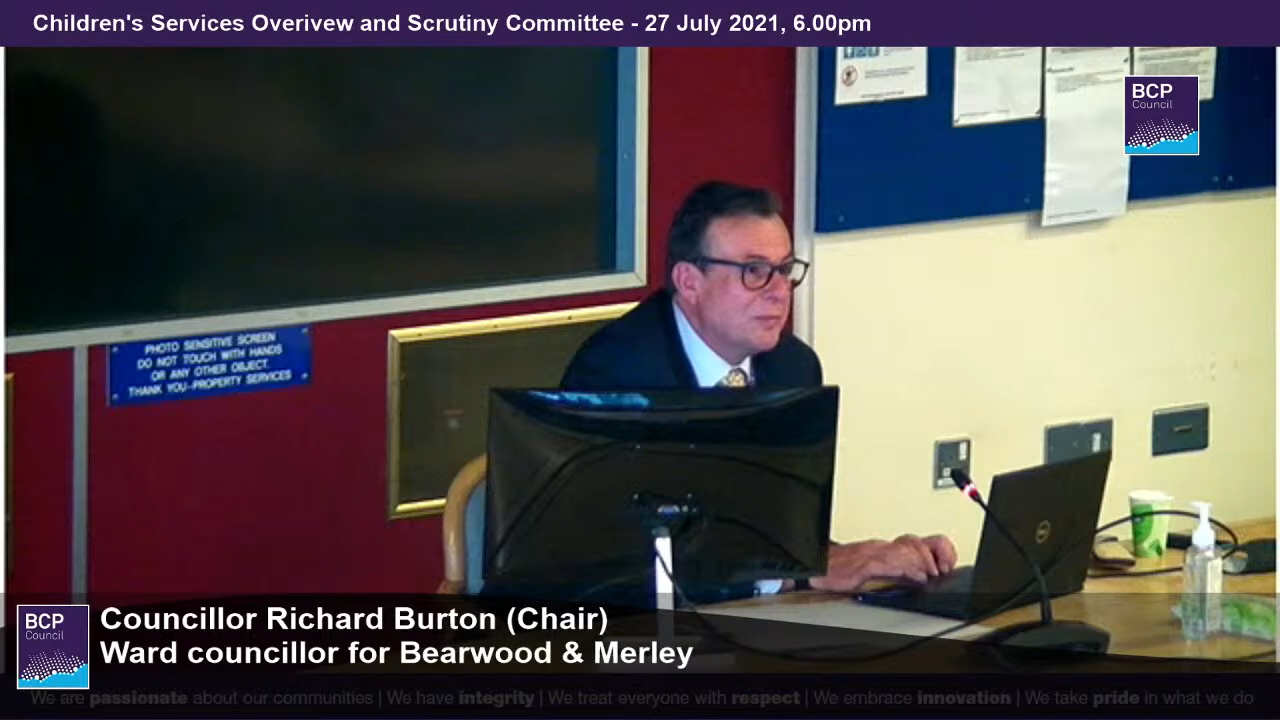 Children's Services Overivew and Scrutiny Committee - 27 July 2021, 6.00pm
BCP
Council
PHOTO SENSITIVE SCREEN
DO NOT TOUCH WITH HANDS
OR ANY OTHER OBJECT.
THANK YOU-PROPERTY SERVICES
DELL
BCP
Council
Councillor Richard Burton (Chair)
Ward councillor for Bearwood & Merley
We are passionate about our communities | We have integrity | We treat everyone with respect | We embrace innovation | We take pride in what we do